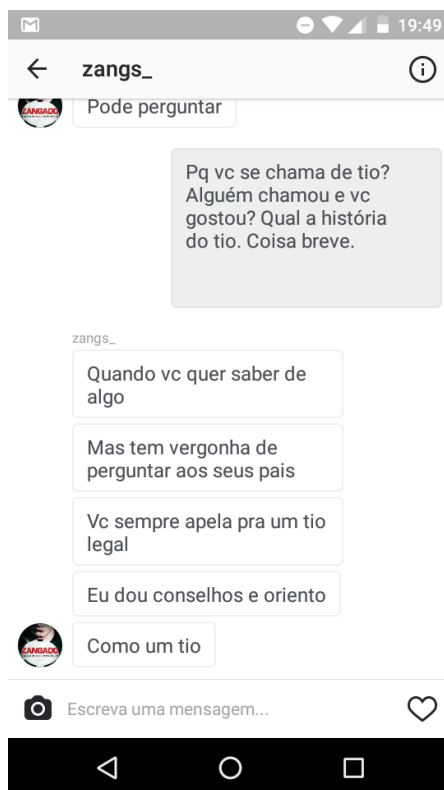 19:49
zangs_
Pode perguntar
Pq vc se chama de tio?
Alguém chamou e vc
gostou? Qual a história
do tio. Coisa breve.
zangs_
Quando vc quer saber de
algo
Mas tem vergonha de
perguntar aos seus pais
Vc sempre apela pra um tio
legal
Eu dou conselhos e oriento
ZANGADO
Como um tio
Escreva uma mensagem...